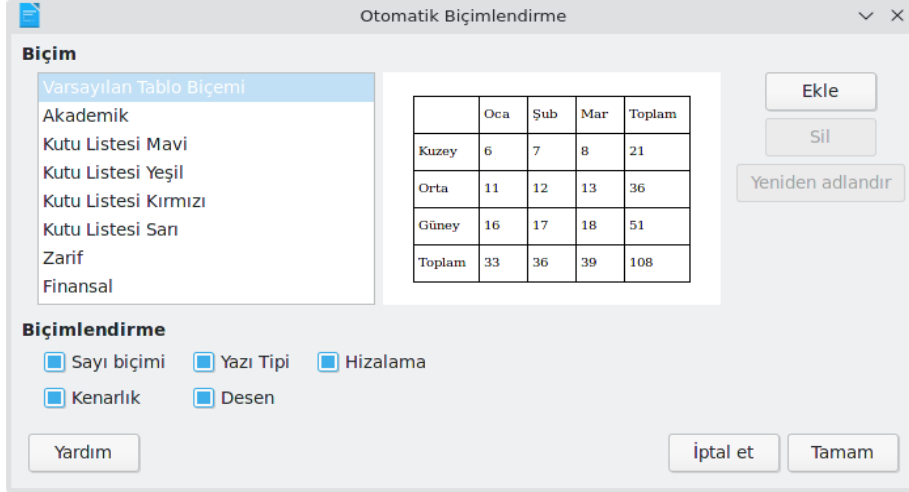 Otomatik Biçimlendirme
Biçim
Varsayılan Tablo Biçemi
Akademik
Kutu Listesi Mavi
Kutu Listesi Yeşil
Kutu Listesi Kırmızı
Kutu Listesi Sarı
Zarif
Finansal
Oca Şub Mar Toplam
Kuzey 6 7 8 21
Orta 11 12 13 36
Güney 16 17 18 51
Toplam 33 36 39 108
Ekle
Sil
Yeniden adlandır
Biçimlendirme
Sayı biçimi Yazı Tipi Hizalama
Kenarlık Desen
Yardım İptal et Tamam